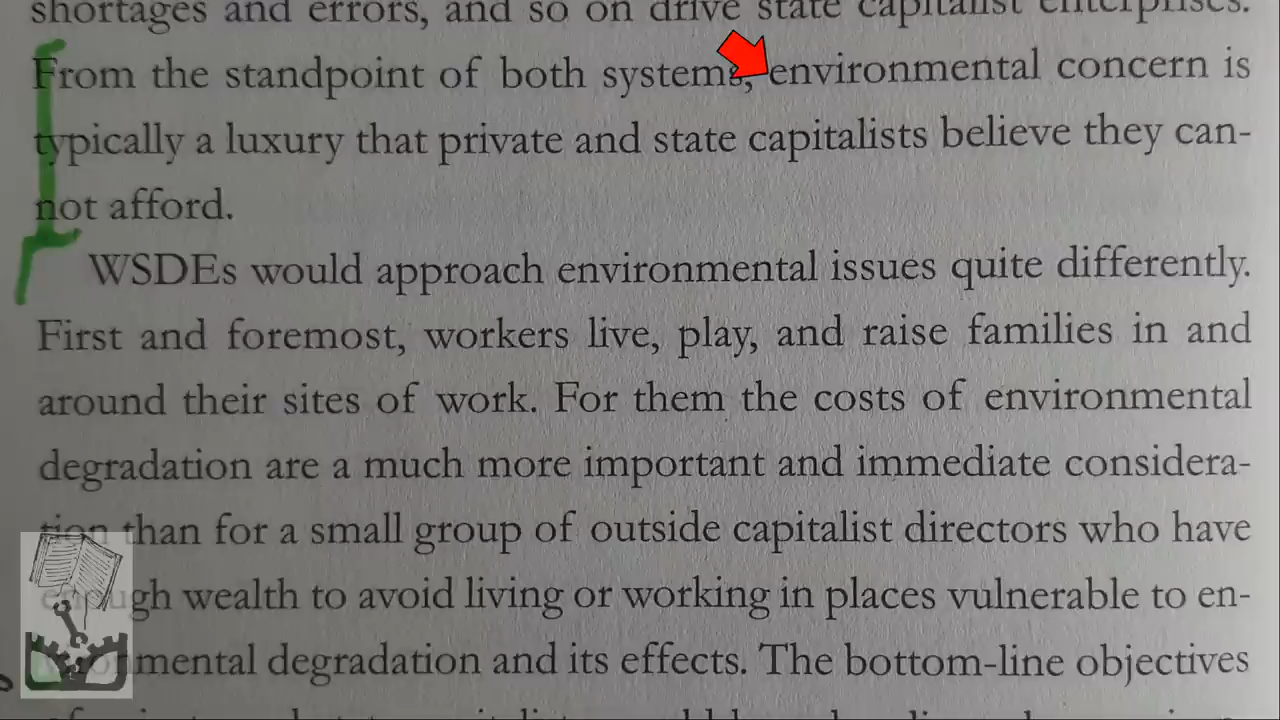 shortages and errors, and so on drive state capitalist enterprises.
From the standpoint of both systems, environmental concern is
typically a luxury that private and state capitalists believe they can-
not afford.
WSDEs would approach environmental issues quite differently.
First and foremost, workers live, play, and raise families in and
around their sites of work. For them the costs of environmental
degradation are a much more important and immediate considera-
tion than for a small group of outside capitalist directors who have
enough wealth to avoid living or working in places vulnerable to en-
vironmental degradation and its effects. The bottom-line objectives